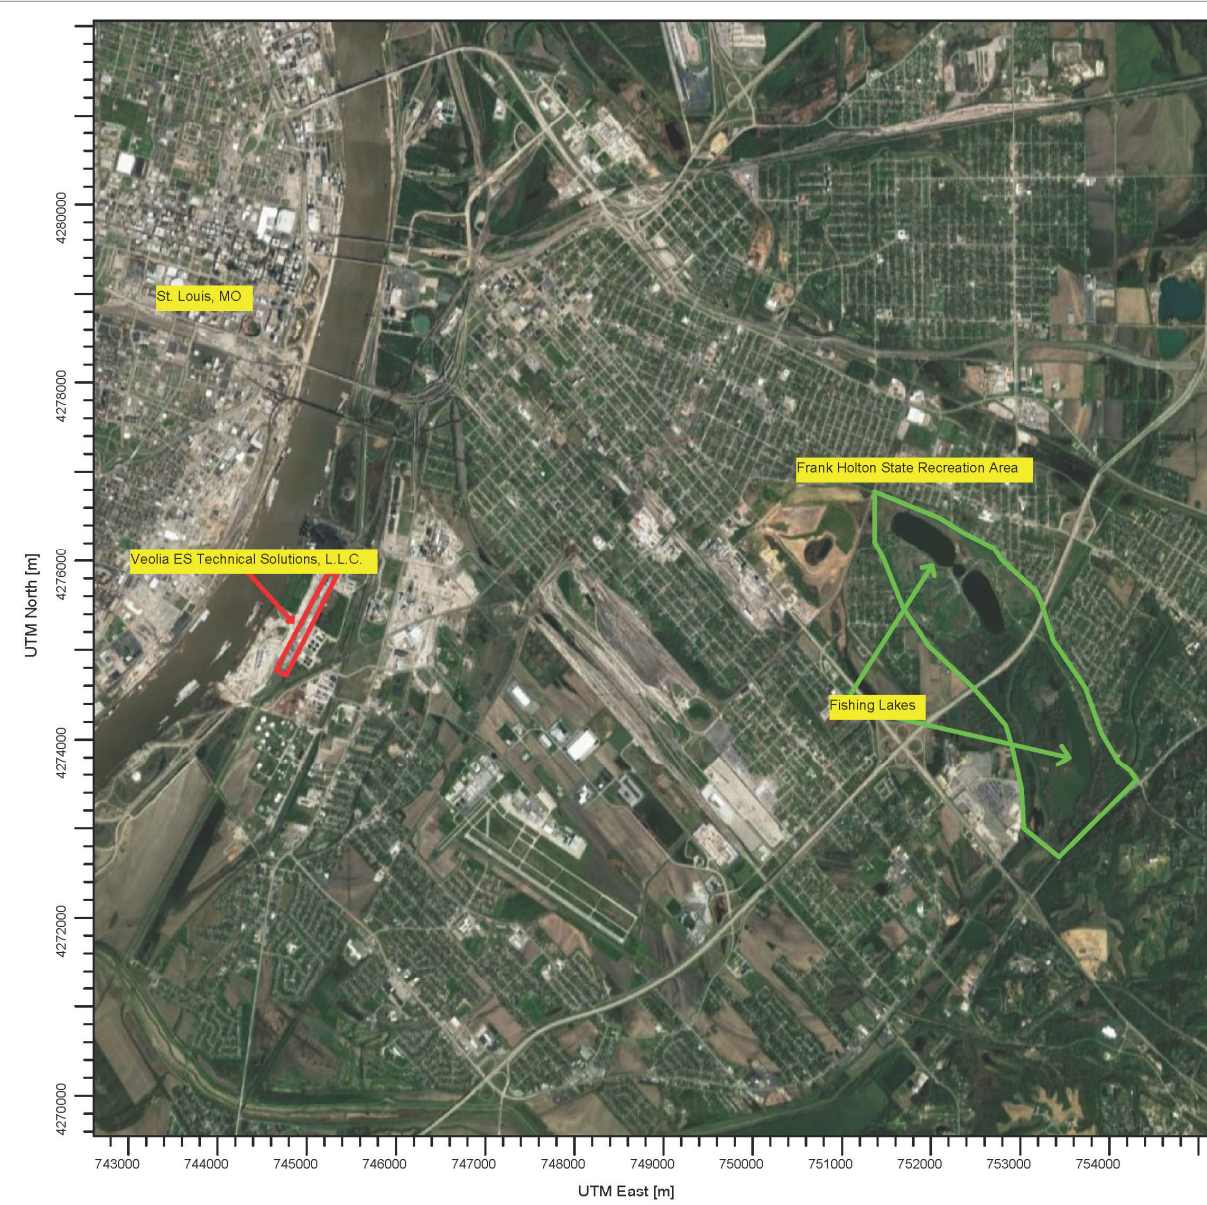 4280000
St. Louis, MO
4278000
Frank Holton State Recreation Area
Veolia ES Technical Solutions, L.L.C.
4276000
UTM North [m]
Fishing Lakes
4274000
4272000
4270000
743000 744000 745000 746000 747000 748000 749000 750000 751000 752000 753000 754000
UTM East [m]